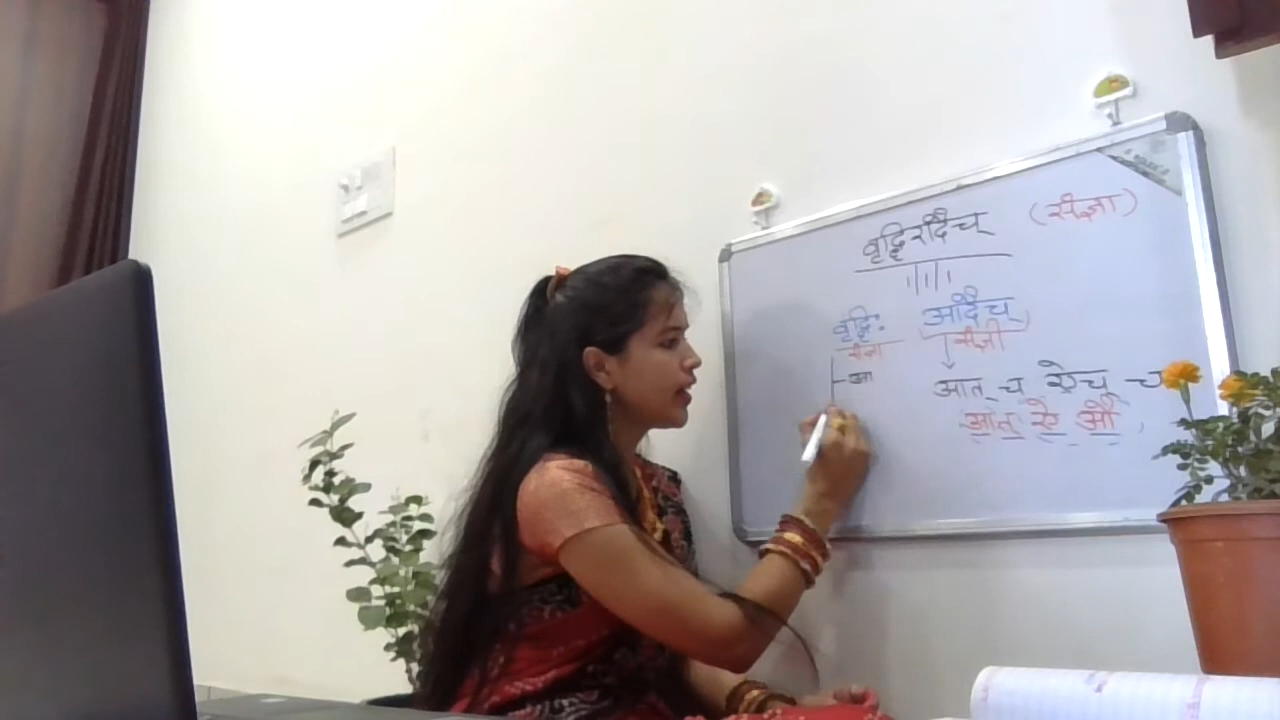 वृद्धिरादैच् (संज्ञा)
वृद्धि: आदैच्
संज्ञा संज्ञी
आ आत् च ऐच् च
आत् ऐ औ